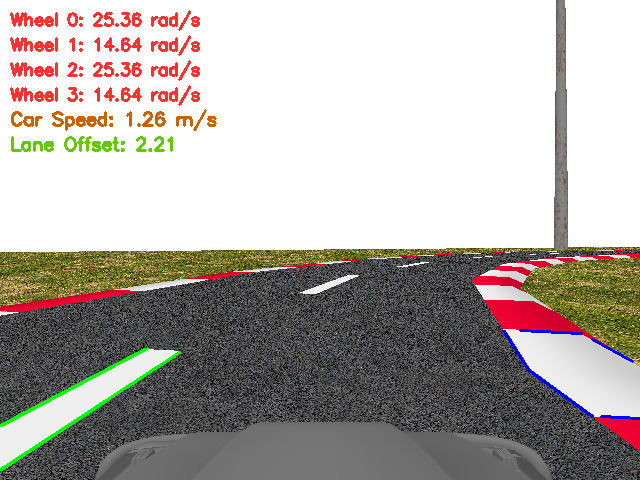 Wheel 0: 25.36 rad/s
Wheel 1: 14.64 rad/s
Wheel 2: 25.36 rad/s
Wheel 3: 14.64 rad/s
Car Speed: 1.26 m/s
Lane Offset: 2.21